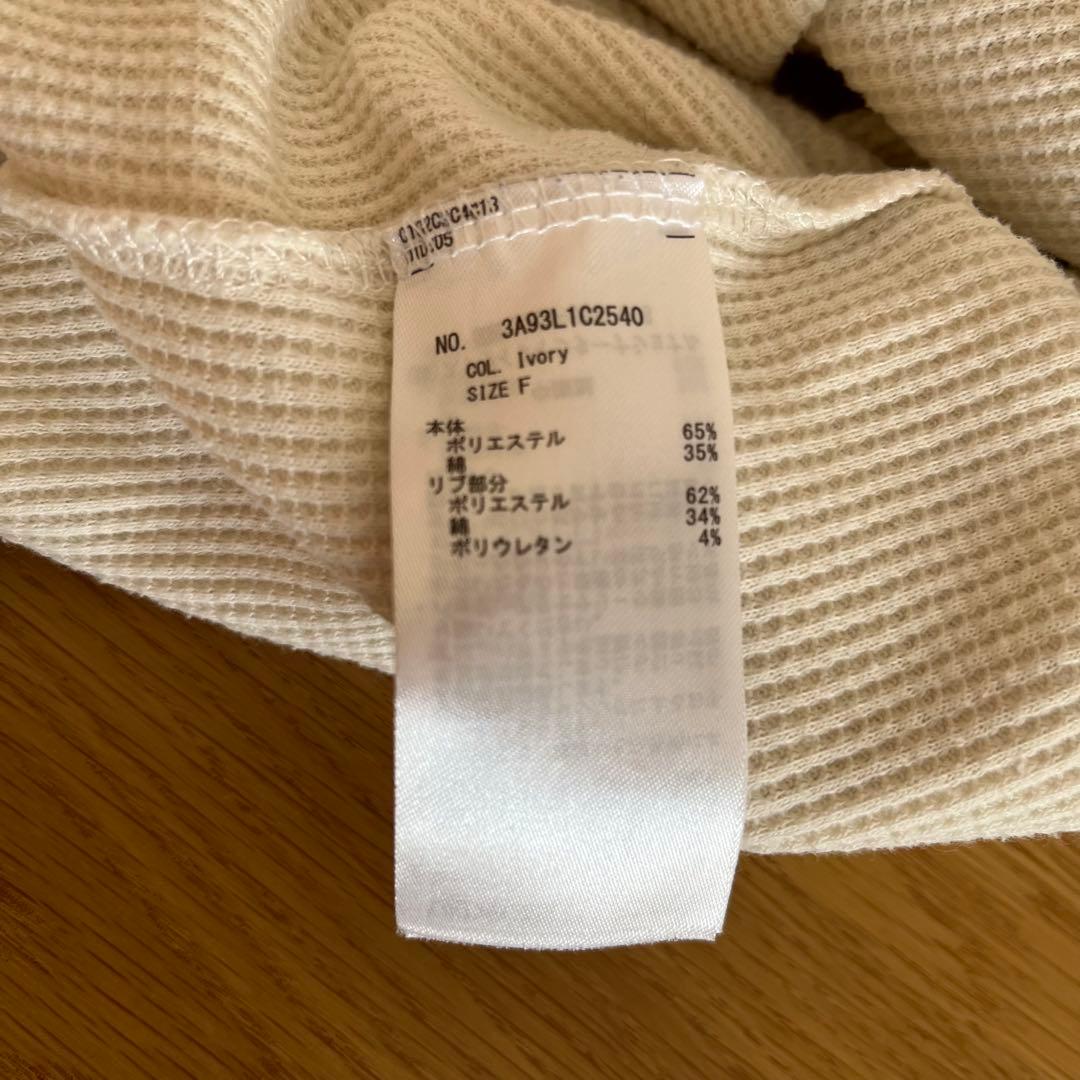 NO. 3A93L1C2540
COL. Ivory
SIZE F
本体
ポリエステル 65%
綿 35%
リブ部分
ポリエステル 62%
綿 34%
ポリウレタン 4%